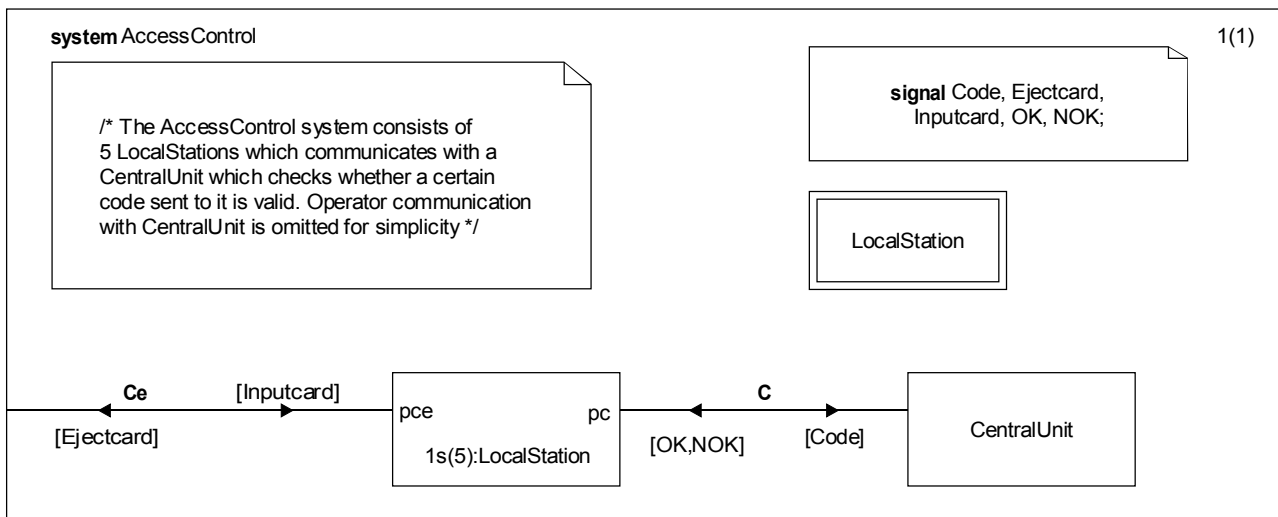 system AccessControl
1(1)
/* The AccessControl system consists of
5 LocalStations which communicates with a
CentralUnit which checks whether a certain
code sent to it is valid. Operator communication
with CentralUnit is omitted for simplicity */
signal Code, Ejectcard,
Inputcard, OK, NOK;
LocalStation
Ce
[Inputcard]
[Ejectcard]
pce
pc
1s(5):LocalStation
C
[OK,NOK]
[Code]
CentralUnit